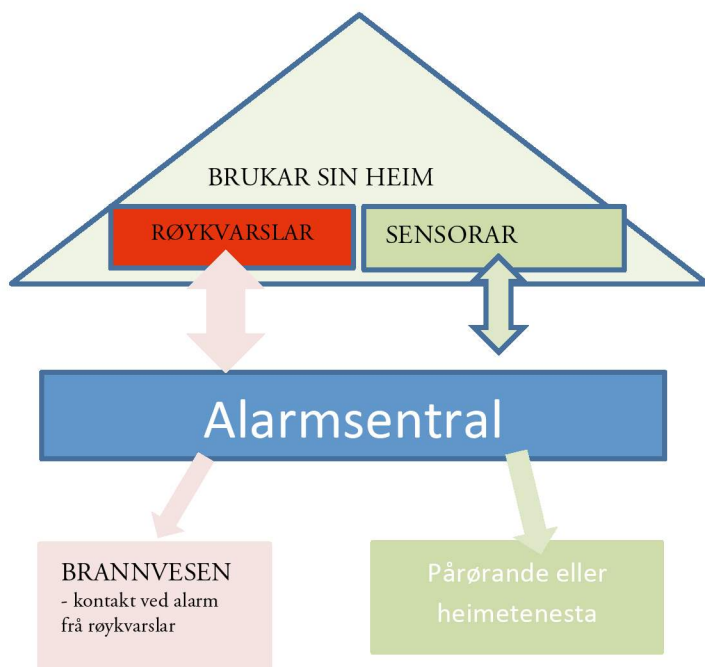 BRUKAR SIN HEIM
RØYKVARSLAR
SENSORAR
Alarmsentral
BRANNVESEN
- kontakt ved alarm
frå røykvarslar
Pårørande eller
heimetenesta